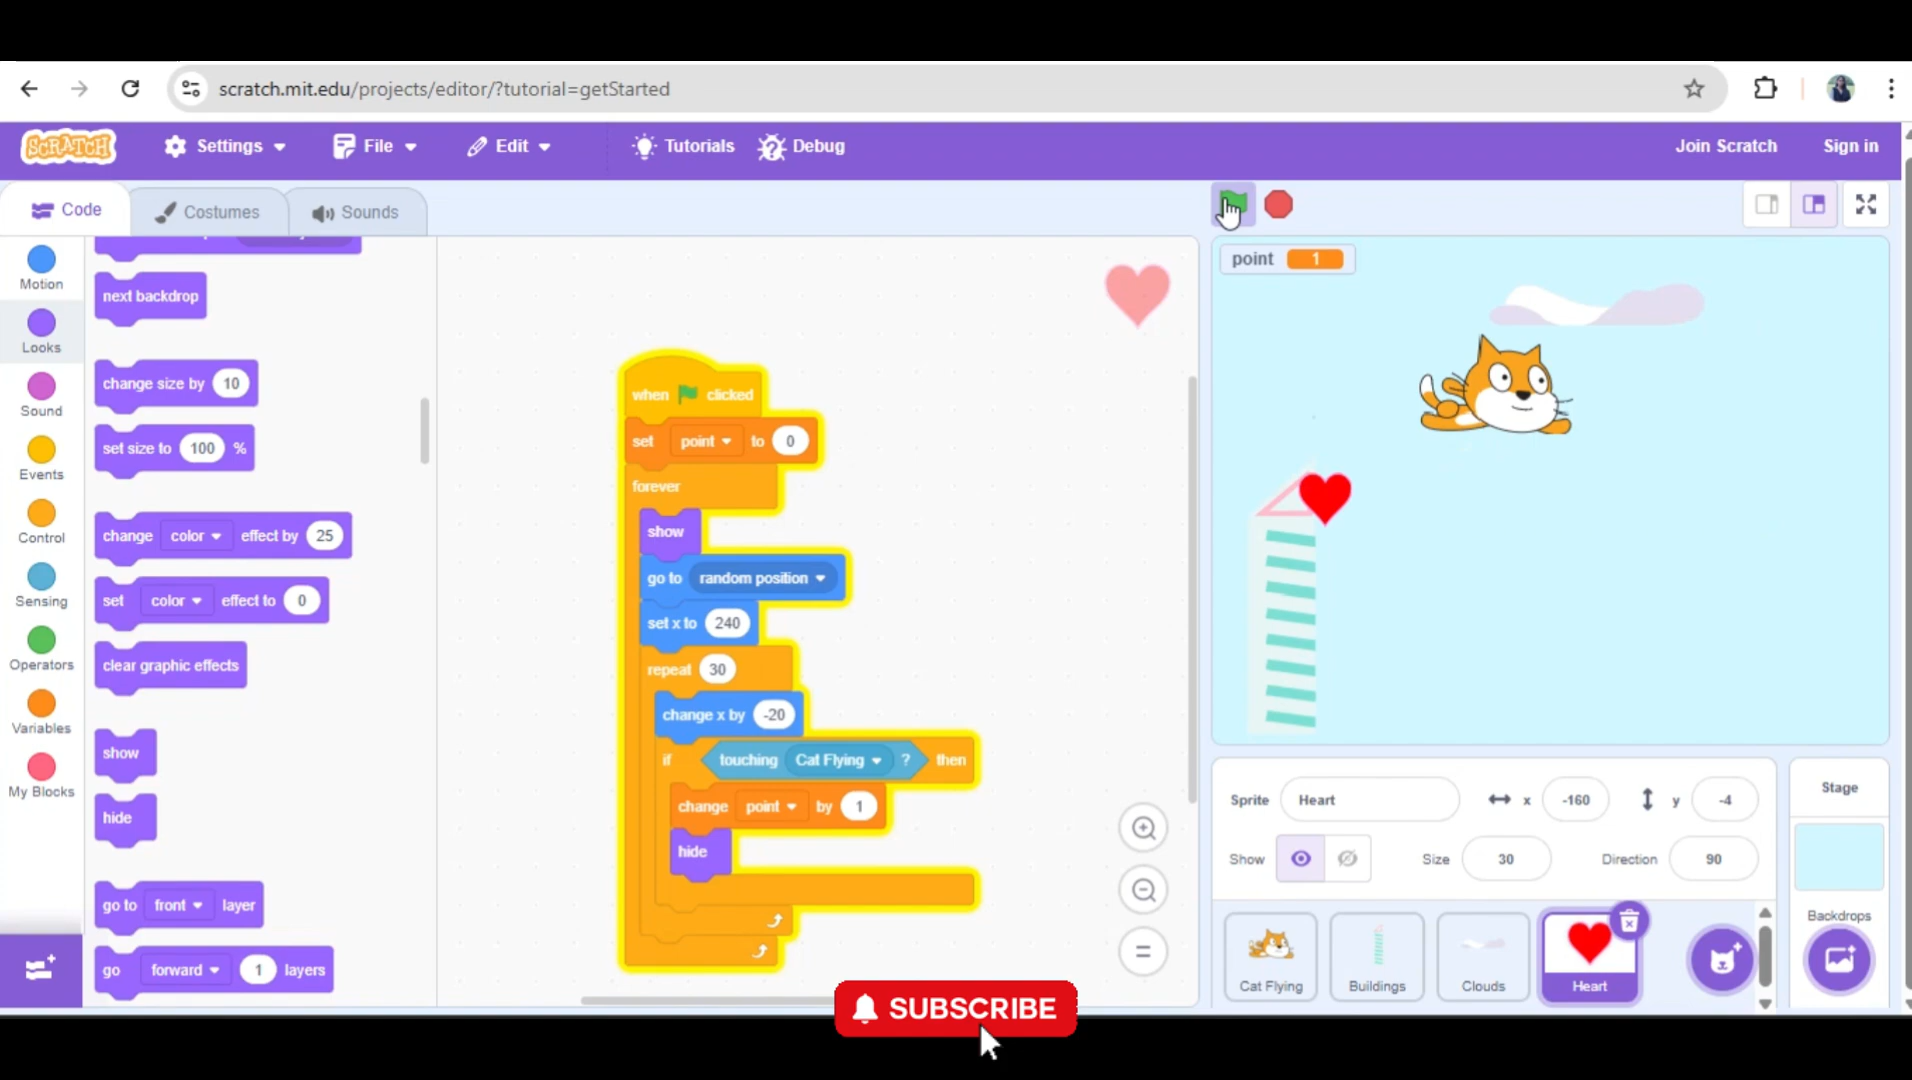 scratch.mit.edu/projects/editor/?tutorial=getStarted
SCRATCH
Settings
File
Edit
Tutorials
Debug
Join Scratch
Sign in
Code
Costumes
Sounds
Motion
Looks
Sound
Events
Control
Sensing
Operators
Variables
My Blocks
next backdrop
change size by 10
set size to 100 %
change color effect by 25
set color effect to 0
clear graphic effects
show
hide
go to front layer
go forward 1 layers
when clicked
set point to 0
forever
show
go to random position
set x to 240
repeat 30
change x by -20
if touching Cat Flying ? then
change point by 1
hide
point 1
Sprite Heart x -160 y -4
Show Size 30 Direction 90
Cat Flying
Buildings
Clouds
Heart
Stage
Backdrops
SUBSCRIBE